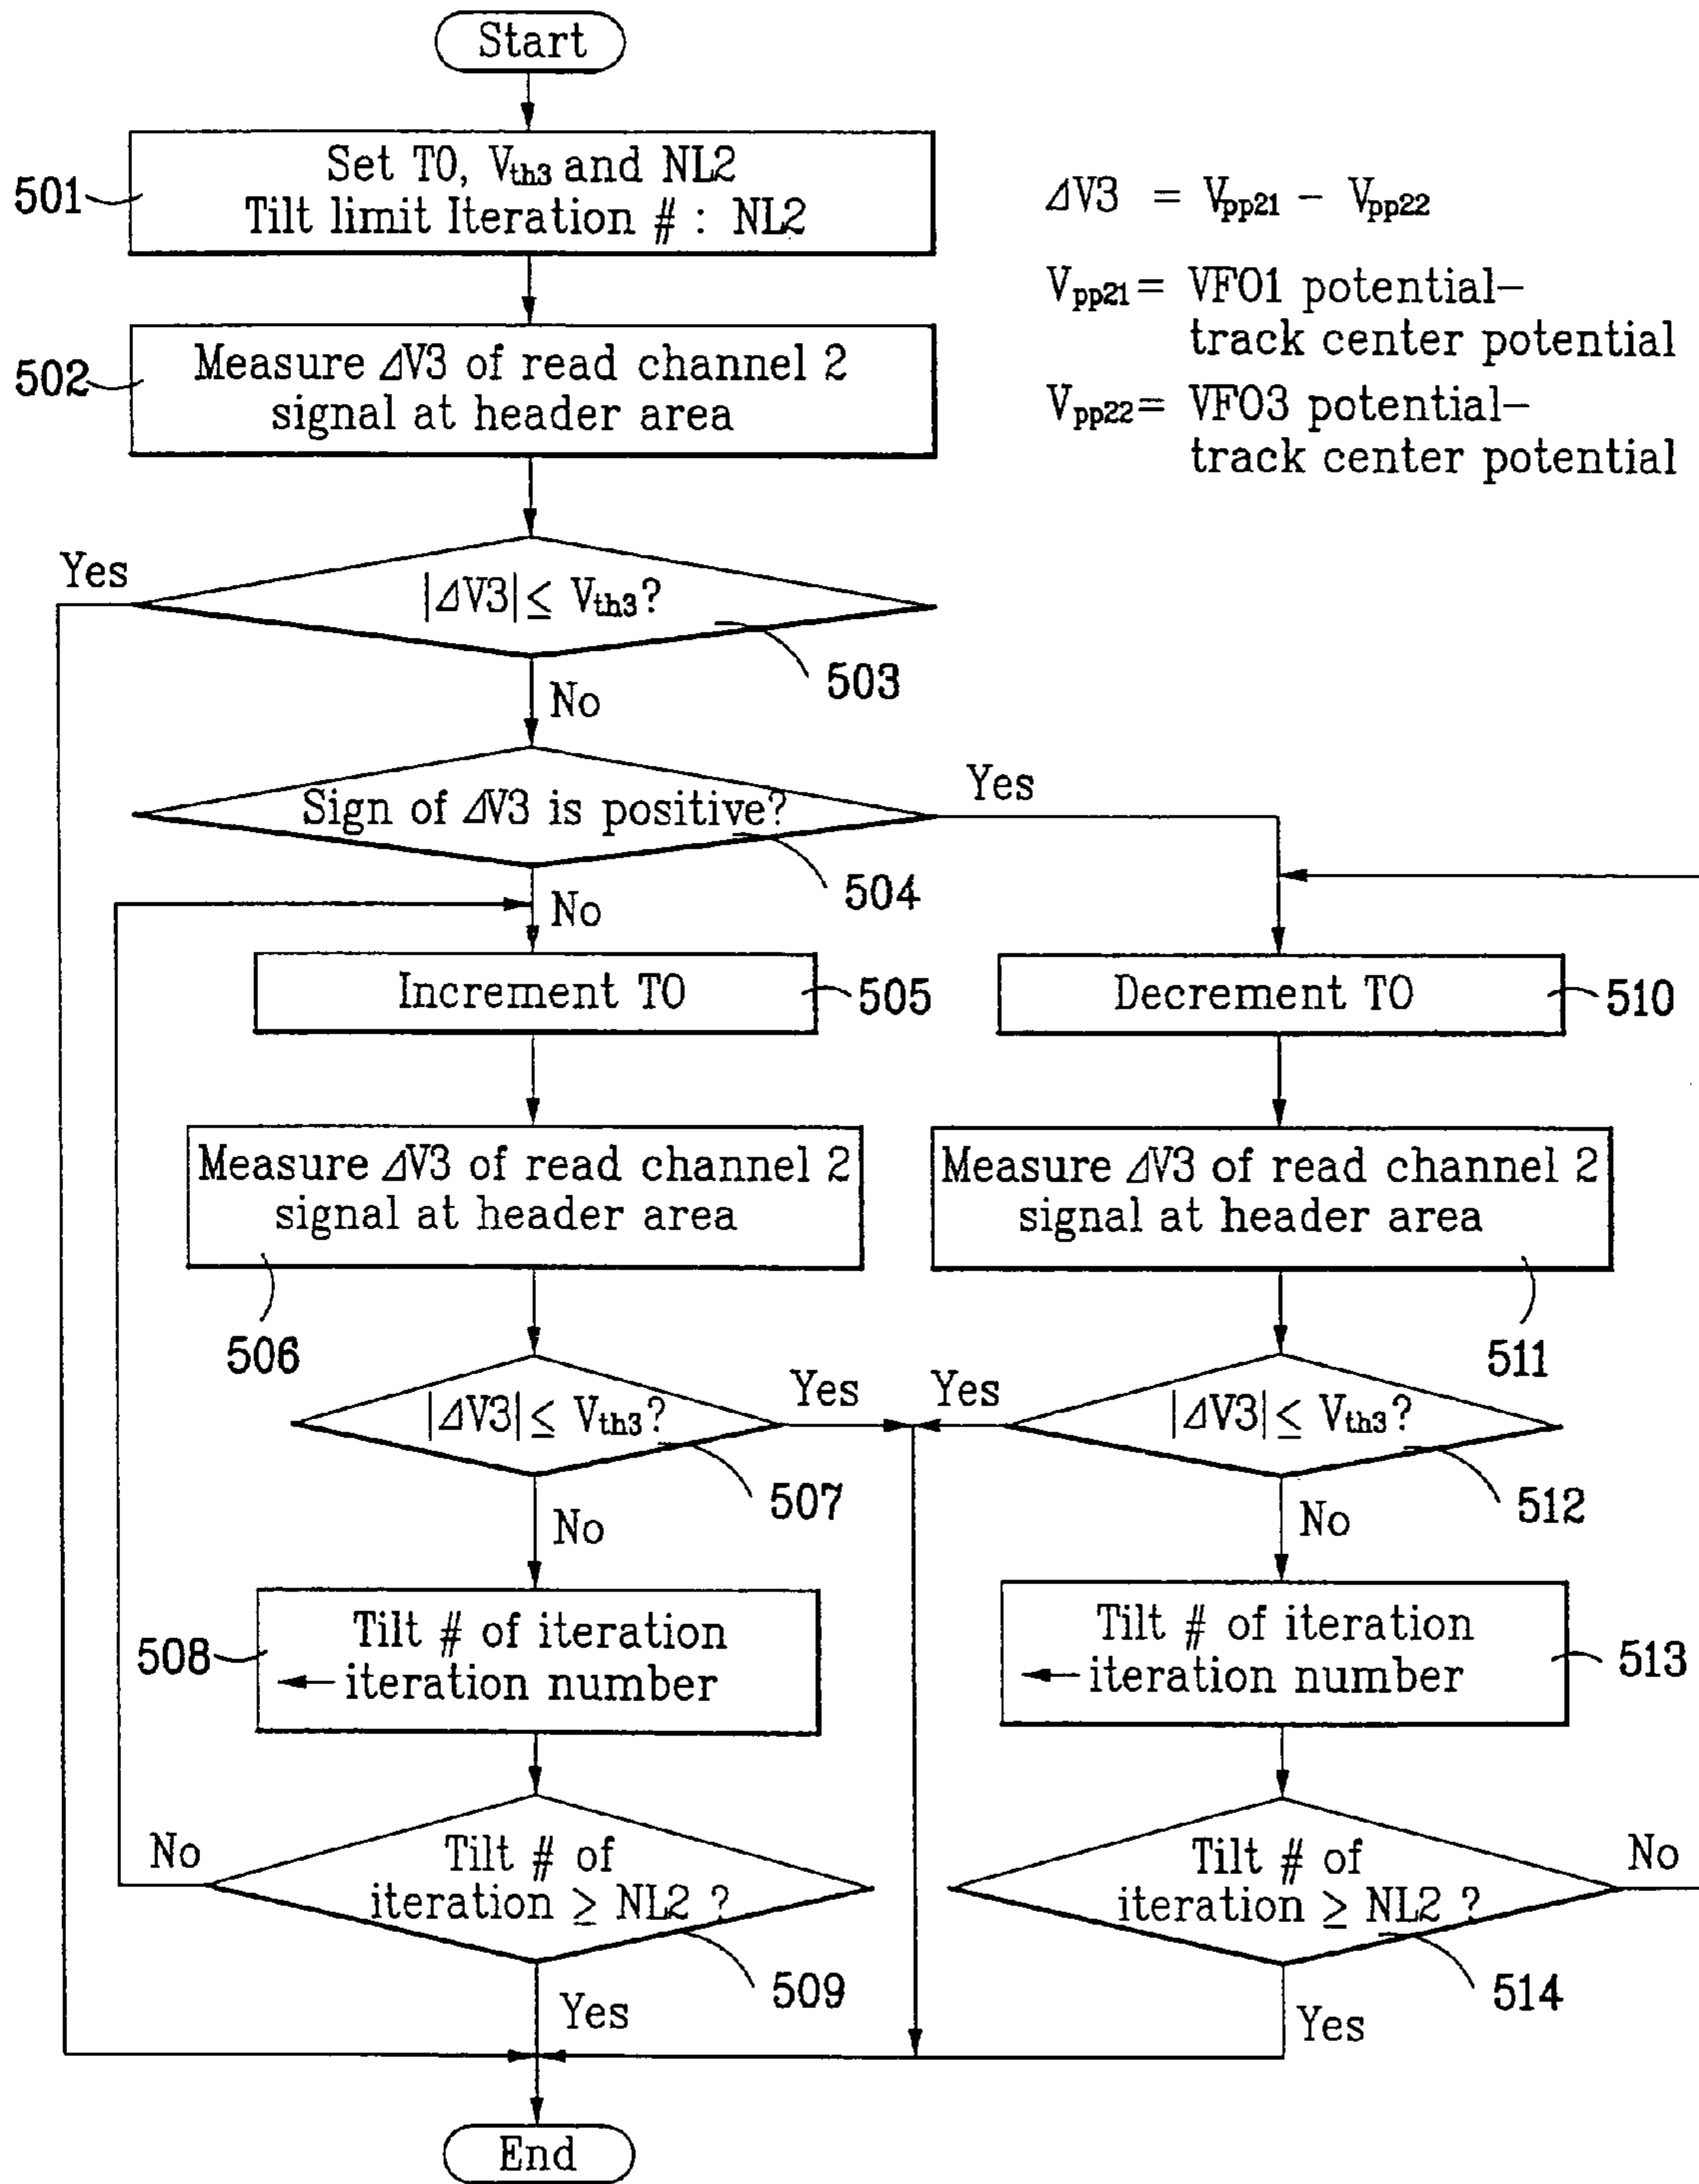 Start
501
Set TO, Vth3 and NL2
Tilt limit Iteration # : NL2
ΔV3 = Vpp21 - Vpp22
Vpp21= VFO1 potential-
track center potential
Vpp22= VFO3 potential-
track center potential
502
Measure ΔV3 of read channel 2
signal at header area
Yes
|ΔV3|≤ Vth3?
503
No
Sign of ΔV3 is positive?
Yes
504
No
Increment TO
505
Decrement TO
510
Measure ΔV3 of read channel 2
signal at header area
506
Measure ΔV3 of read channel 2
signal at header area
511
|ΔV3|≤ Vth3?
Yes
507
No
Yes
|ΔV3|≤ Vth3?
512
No
508
Tilt # of iteration
← iteration number
Tilt # of iteration
← iteration number
513
No
Tilt # of
iteration ≥ NL2 ?
509
Yes
Tilt # of
iteration ≥ NL2 ?
No
514
Yes
End